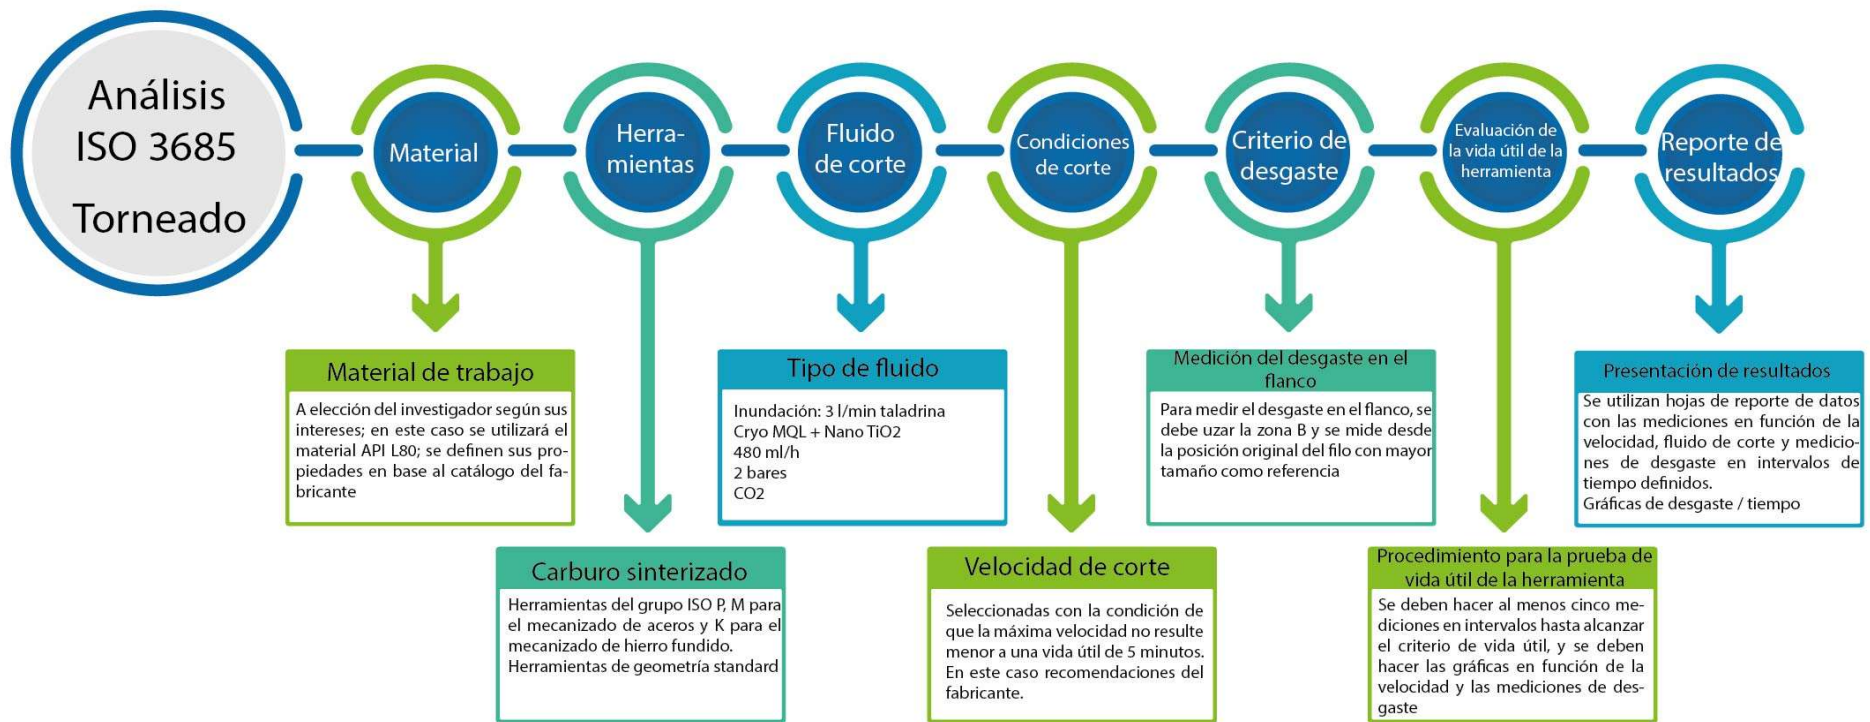 Análisis
ISO 3685
Torneado
Material
Herra-
mientas
Fluido
de corte
Condiciones
de corte
Criterio de
desgaste
Evaluación de
la vida útil de la
herramienta
Reporte de
resultados
Material de trabajo
A elección del investigador según sus
intereses; en este caso se utilizará el
material API L80; se definen sus pro-
piedades en base al catálogo del fa-
bricante
Carburo sinterizado
Herramientas del grupo ISO P, M para
el mecanizado de aceros y K para el
mecanizado de hierro fundido.
Herramientas de geometría standard
Tipo de fluido
Inundación: 3 l/min taladrina
Cryo MQL + Nano TiO2
480 ml/h
2 bares
CO2
Velocidad de corte
Seleccionadas con la condición de
que la máxima velocidad no resulte
menor a una vida útil de 5 minutos.
En este caso recomendaciones del
fabricante.
Medición del desgaste en el
flanco
Para medir el desgaste en el flanco, se
debe uzar la zona B y se mide desde
la posición original del filo con mayor
tamaño como referencia
Procedimiento para la prueba de
vida útil de la herramienta
Se deben hacer al menos cinco me-
diciones en intervalos hasta alcanzar
el criterio de vida útil, y se deben
hacer las gráficas en función de la
velocidad y las mediciones de des-
gaste
Presentación de resultados
Se utilizan hojas de reporte de datos
con las mediciones en función de la
velocidad, fluido de corte y medicio-
nes de desgaste en intervalos de
tiempo definidos.
Gráficas de desgaste / tiempo